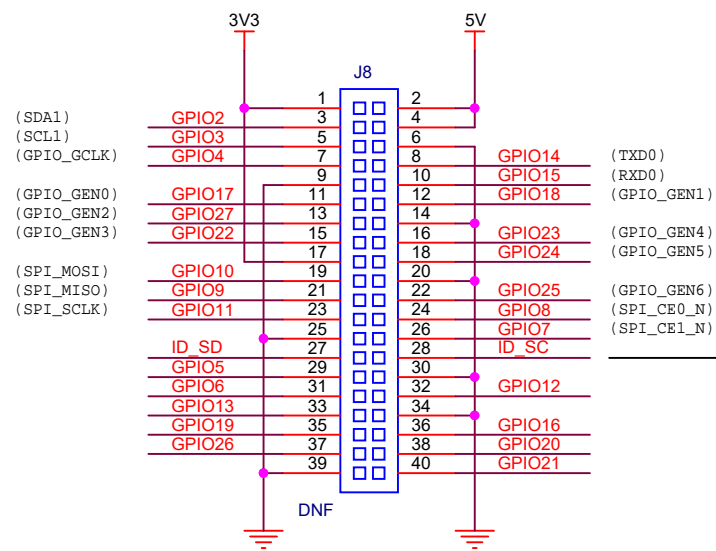 3V3 5V
J8
1 2
(SDA1) GPIO2 3 4
(SCL1) GPIO3 5 6
(GPIO_GCLK) GPIO4 7 8 GPIO14 (TXD0)
9 10 GPIO15 (RXD0)
(GPIO_GEN0) GPIO17 11 12 GPIO18 (GPIO_GEN1)
(GPIO_GEN2) GPIO27 13 14
(GPIO_GEN3) GPIO22 15 16 GPIO23 (GPIO_GEN4)
17 18 GPIO24 (GPIO_GEN5)
(SPI_MOSI) GPIO10 19 20
(SPI_MISO) GPIO9 21 22 GPIO25 (GPIO_GEN6)
(SPI_SCLK) GPIO11 23 24 GPIO8 (SPI_CE0_N)
25 26 GPIO7 (SPI_CE1_N)
ID_SD 27 28 ID_SC
GPIO5 29 30
GPIO6 31 32 GPIO12
GPIO13 33 34
GPIO19 35 36 GPIO16
GPIO26 37 38 GPIO20
39 40 GPIO21
DNF